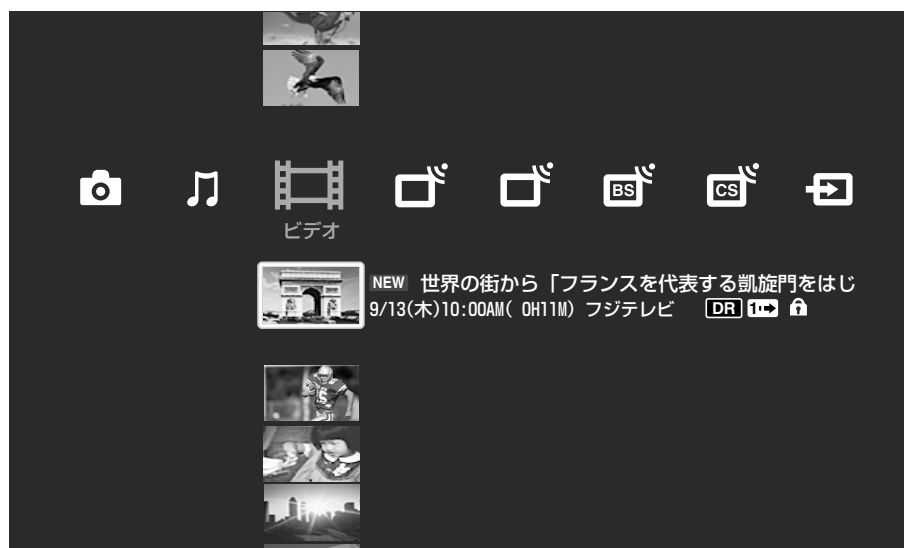 BS CS
ビデオ
NEW 世界の街から「フランスを代表する凱旋門をはじ
9/13(木)10:00AM( 0H11M) フジテレビ DR 1